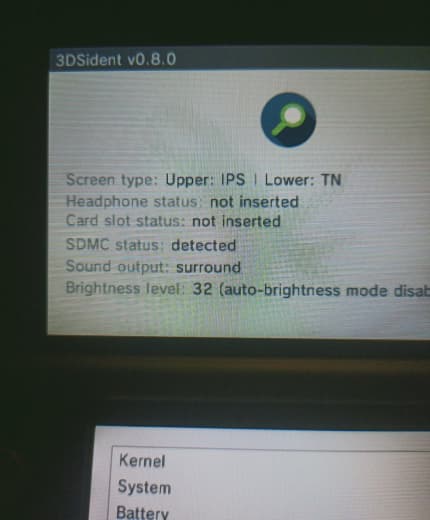 3DSident v0.8.0
Screen type: Upper: IPS | Lower: TN
Headphone status: not inserted
Card slot status: not inserted
SDMC status: detected
Sound output: surround
Brightness level: 32 (auto-brightness mode disab
Kernel
System
Battery